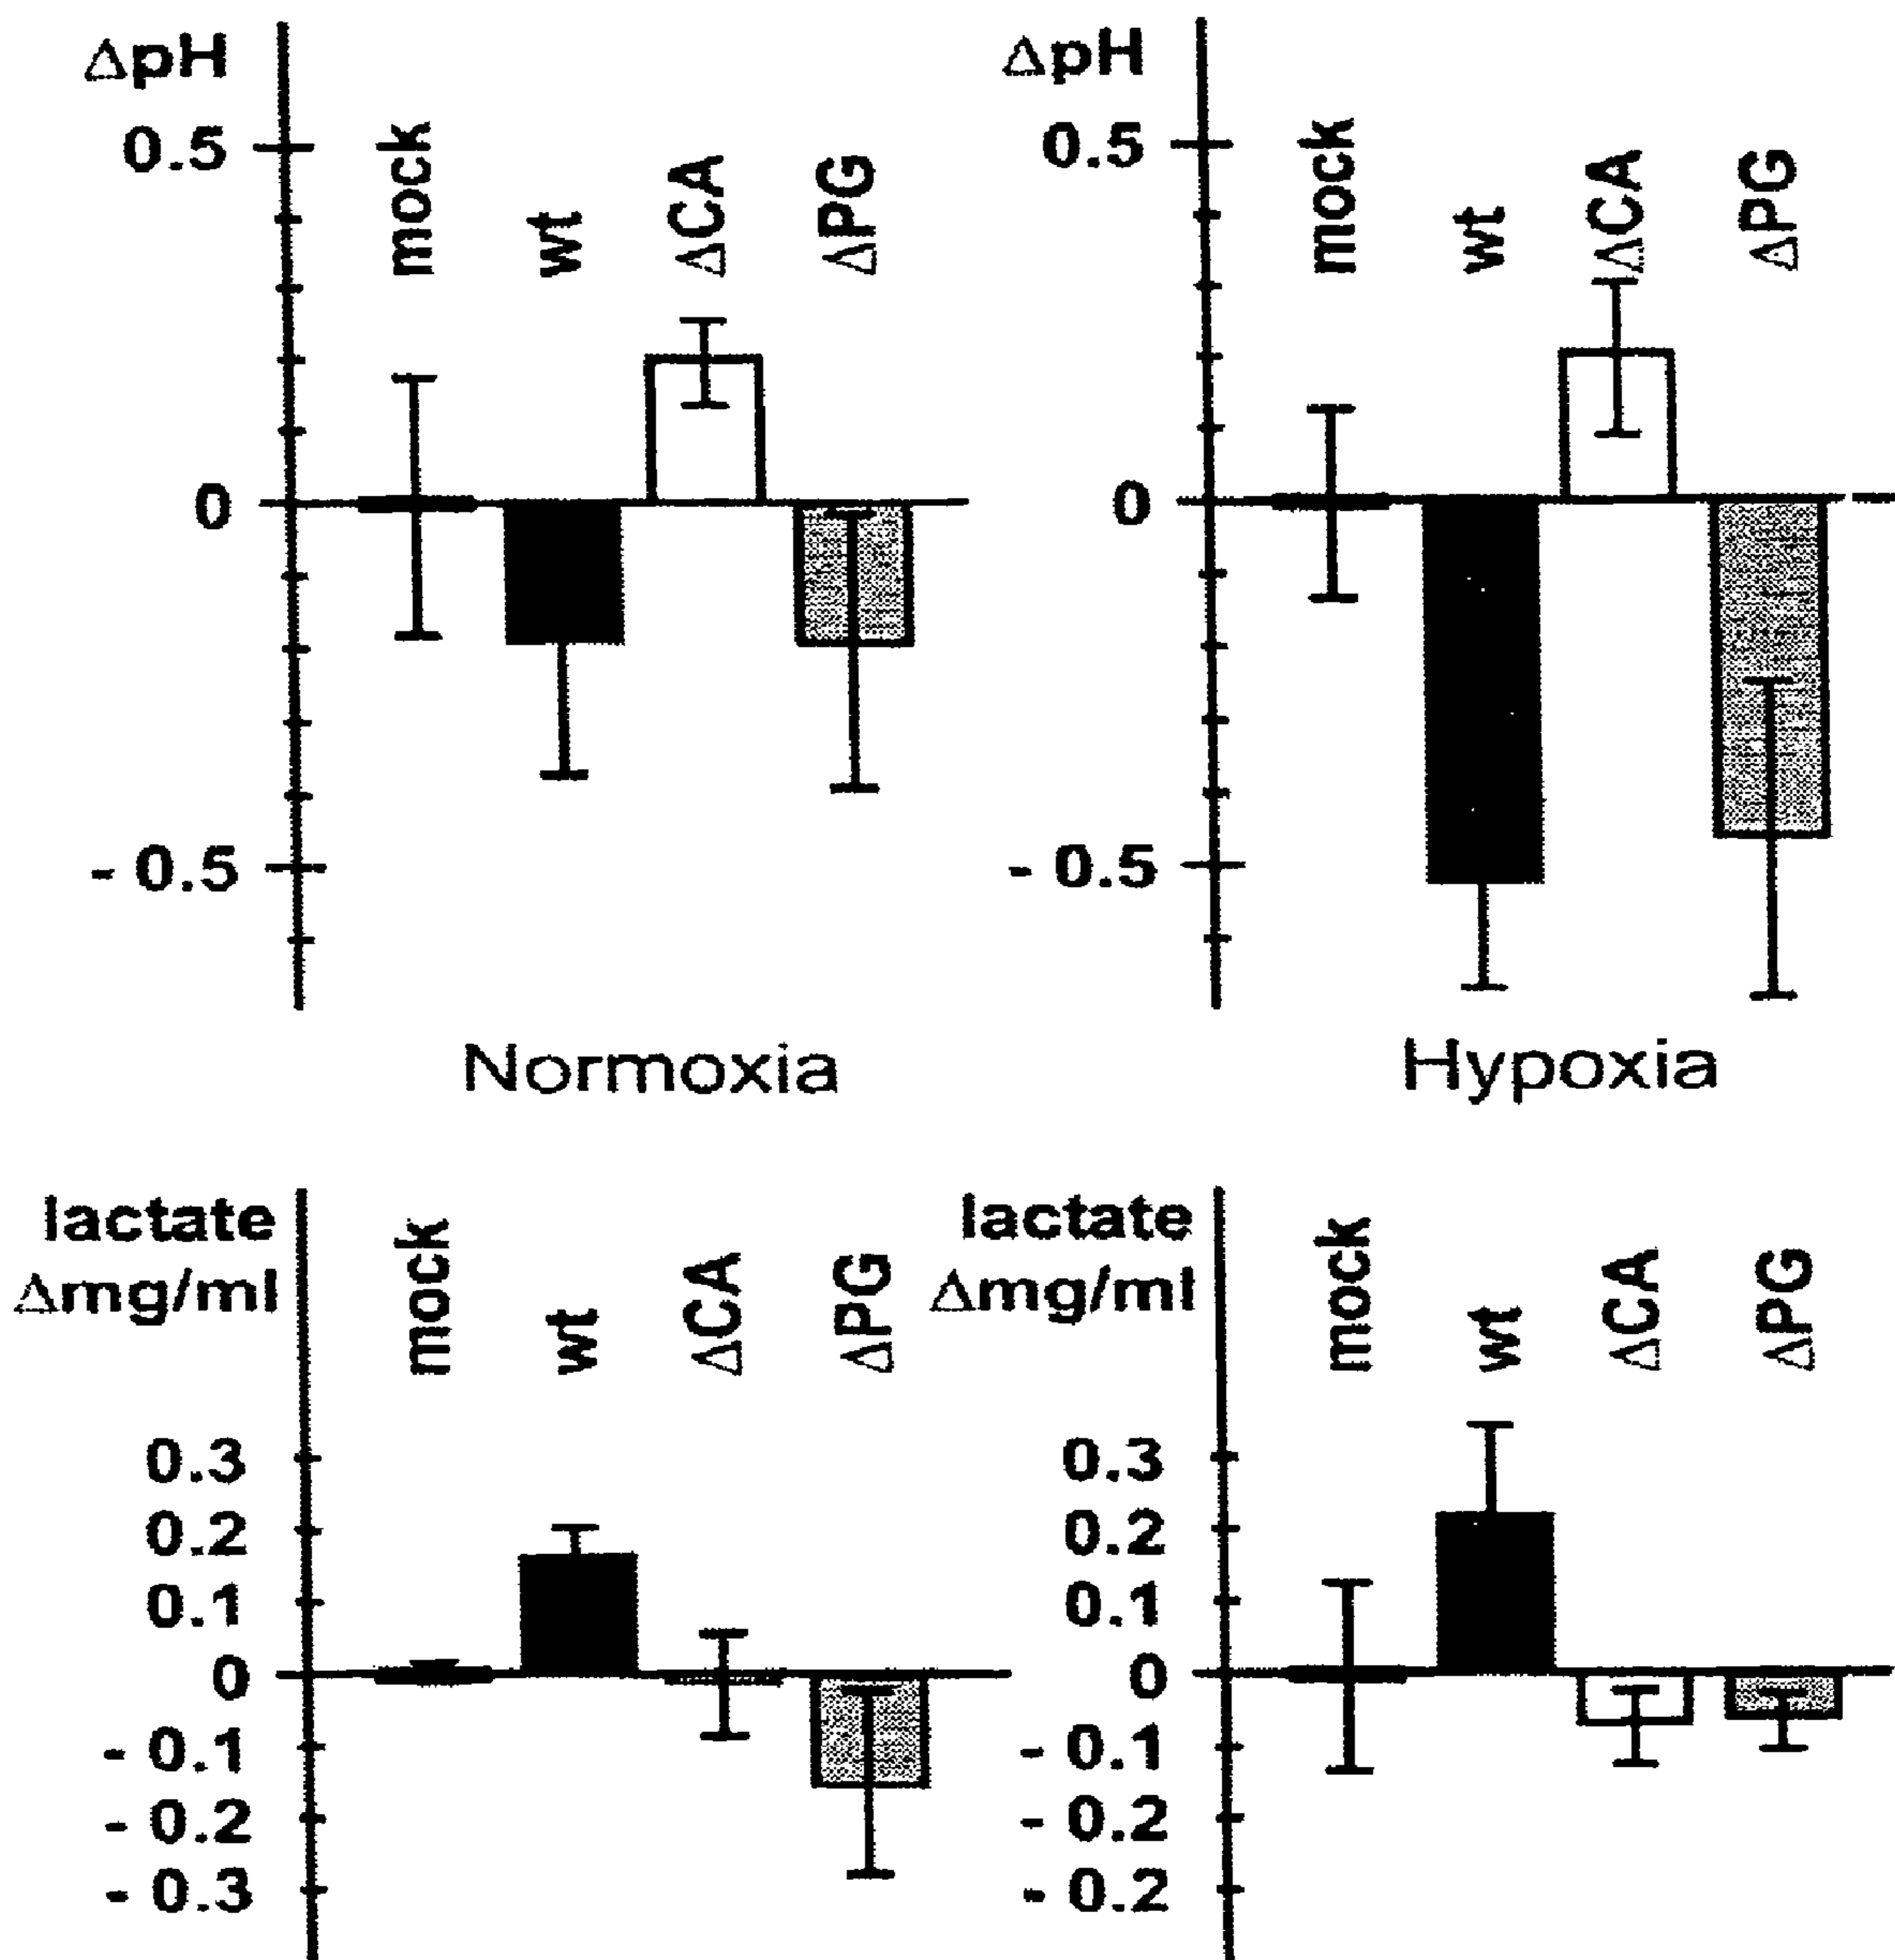 ΔpH
0.5
0
- 0.5
mock
wt
ΔCA
ΔPG
Normoxia
ΔpH
0.5
0
- 0.5
mock
wt
ΔCA
ΔPG
Hypoxia
lactate
Δmg/ml
0.3
0.2
0.1
0
- 0.1
- 0.2
- 0.3
mock
wt
ΔCA
ΔPG
lactate
Δmg/ml
0.3
0.2
0.1
0
- 0.1
- 0.2
- 0.2
mock
wt
ΔCA
ΔPG